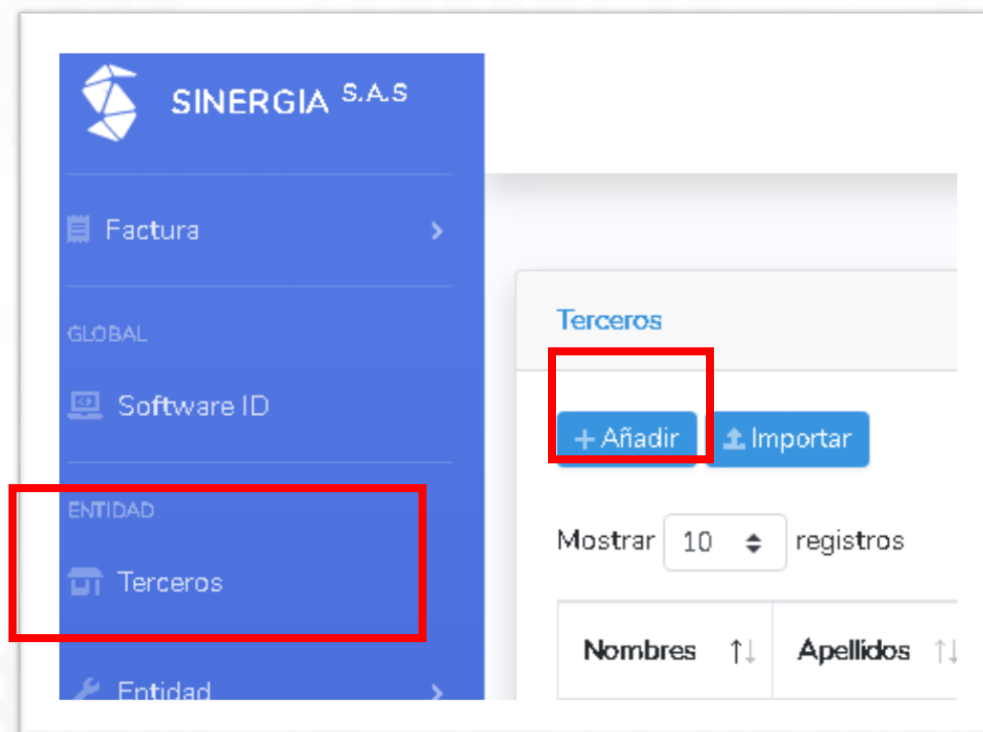 SINERGIA S.A.S
Factura
GLOBAL
Software ID
ENTIDAD
Terceros
Entidad
Terceros
+ Añadir
Importar
Mostrar 10 registros
Nombres ↑↓ Apellidos ↑↓